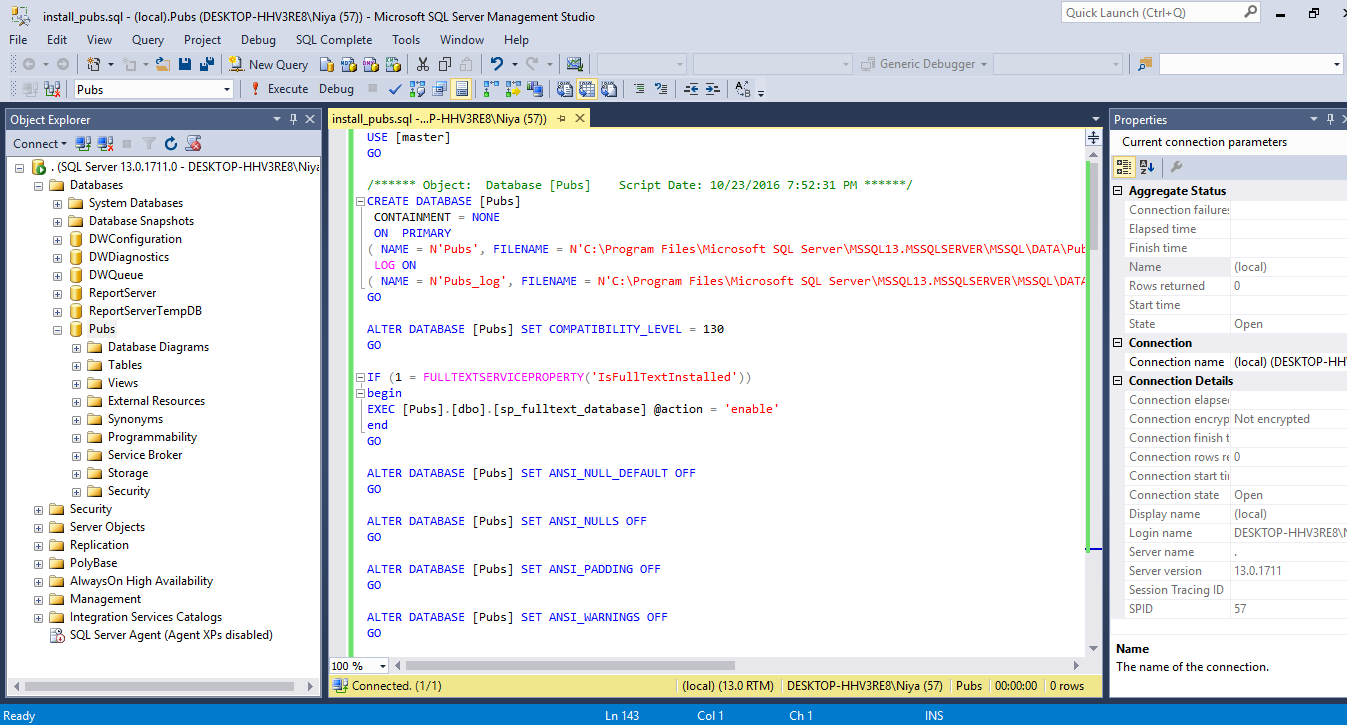 install_pubs.sql - (local).Pubs (DESKTOP-HHV3RE8\Niya (57)) - Microsoft SQL Server Management Studio
Quick Launch (Ctrl+Q)
File Edit View Query Project Debug SQL Complete Tools Window Help
New Query
Generic Debugger
Pubs
Execute Debug
Object Explorer
Connect
. (SQL Server 13.0.1711.0 - DESKTOP-HHV3RE8\Niya
Databases
System Databases
Database Snapshots
DWConfiguration
DWDiagnostics
DWQueue
ReportServer
ReportServerTempDB
Pubs
Database Diagrams
Tables
Views
External Resources
Synonyms
Programmability
Service Broker
Storage
Security
Security
Server Objects
Replication
PolyBase
AlwaysOn High Availability
Management
Integration Services Catalogs
SQL Server Agent (Agent XPs disabled)
install_pubs.sql -...P-HHV3RE8\Niya (57))
USE [master]
GO
/****** Object:  Database [Pubs]    Script Date: 10/23/2016 7:52:31 PM ******/
CREATE DATABASE [Pubs]
CONTAINMENT = NONE
ON  PRIMARY
( NAME = N'Pubs', FILENAME = N'C:\Program Files\Microsoft SQL Server\MSSQL13.MSSQLSERVER\MSSQL\DATA\Pub
LOG ON
( NAME = N'Pubs_log', FILENAME = N'C:\Program Files\Microsoft SQL Server\MSSQL13.MSSQLSERVER\MSSQL\DATA
GO
ALTER DATABASE [Pubs] SET COMPATIBILITY_LEVEL = 130
GO
IF (1 = FULLTEXTSERVICEPROPERTY('IsFullTextInstalled'))
begin
EXEC [Pubs].[dbo].[sp_fulltext_database] @action = 'enable'
end
GO
ALTER DATABASE [Pubs] SET ANSI_NULL_DEFAULT OFF
GO
ALTER DATABASE [Pubs] SET ANSI_NULLS OFF
GO
ALTER DATABASE [Pubs] SET ANSI_PADDING OFF
GO
ALTER DATABASE [Pubs] SET ANSI_WARNINGS OFF
GO
100 %
Connected. (1/1)
(local) (13.0 RTM) DESKTOP-HHV3RE8\Niya (57) Pubs 00:00:00 0 rows
Properties
Current connection parameters
Aggregate Status
Connection failures
Elapsed time
Finish time
Name (local)
Rows returned 0
Start time
State Open
Connection
Connection name (local) (DESKTOP-HH
Connection Details
Connection elapse
Connection encryp Not encrypted
Connection finish t
Connection rows re 0
Connection start ti
Connection state Open
Display name (local)
Login name DESKTOP-HHV3RE8\N
Server name .
Server version 13.0.1711
Session Tracing ID
SPID 57
Name
The name of the connection.
Ready Ln 143 Col 1 Ch 1 INS